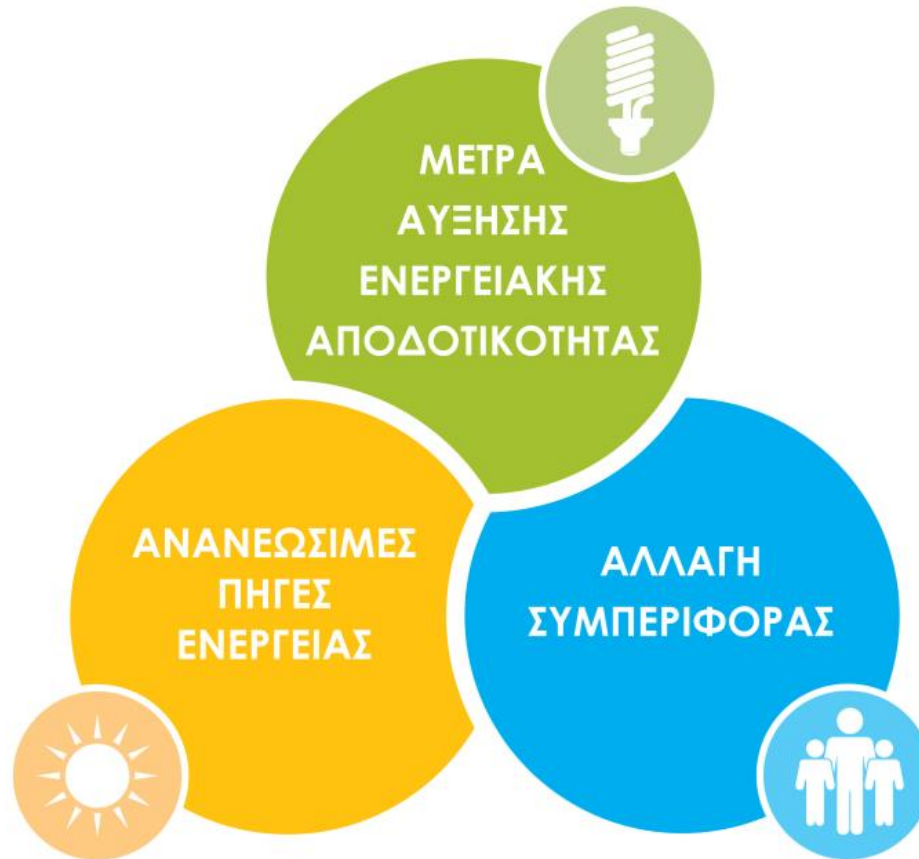 ΜΕΤΡΑ
ΑΥΞΗΣΗΣ
ΕΝΕΡΓΕΙΑΚΗΣ
ΑΠΟΔΟΤΙΚΟΤΗΤΑΣ
ΑΝΑΝΕΩΣΙΜΕΣ
ΠΗΓΕΣ
ΕΝΕΡΓΕΙΑΣ
ΑΛΛΑΓΗ
ΣΥΜΠΕΡΙΦΟΡΑΣ